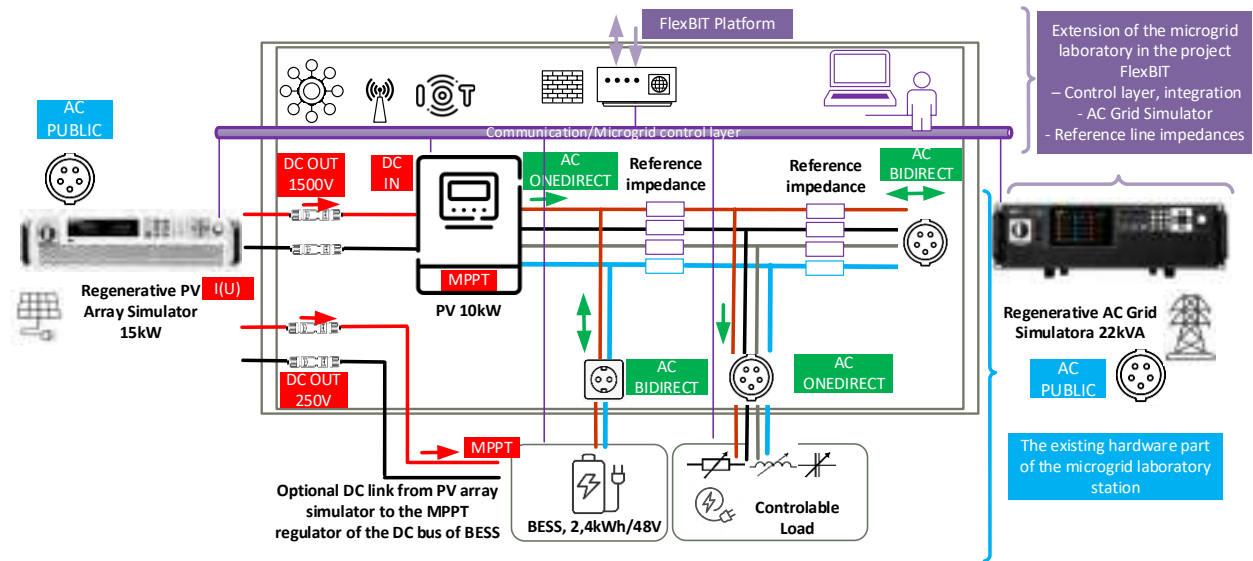 FlexBIT Platform
Extension of the microgrid
laboratory in the project
FlexBIT
– Control layer, integration
- AC Grid Simulator
- Reference line impedances
IOT
AC
PUBLIC
Communication/Microgrid control layer
DC OUT
1500V
DC
IN
AC
ONEDIRECT
Reference
impedance
Reference
impedance
AC
BIDIRECT
MPPT
PV 10kW
Regenerative PV
Array Simulator
15kW
I(U)
Regenerative AC Grid
Simulatora 22kVA
AC
PUBLIC
DC OUT
250V
AC
BIDIRECT
AC
ONEDIRECT
MPPT
The existing hardware part
of the microgrid laboratory
station
Optional DC link from PV array
simulator to the MPPT
regulator of the DC bus of BESS
BESS, 2,4kWh/48V
Controlable
Load